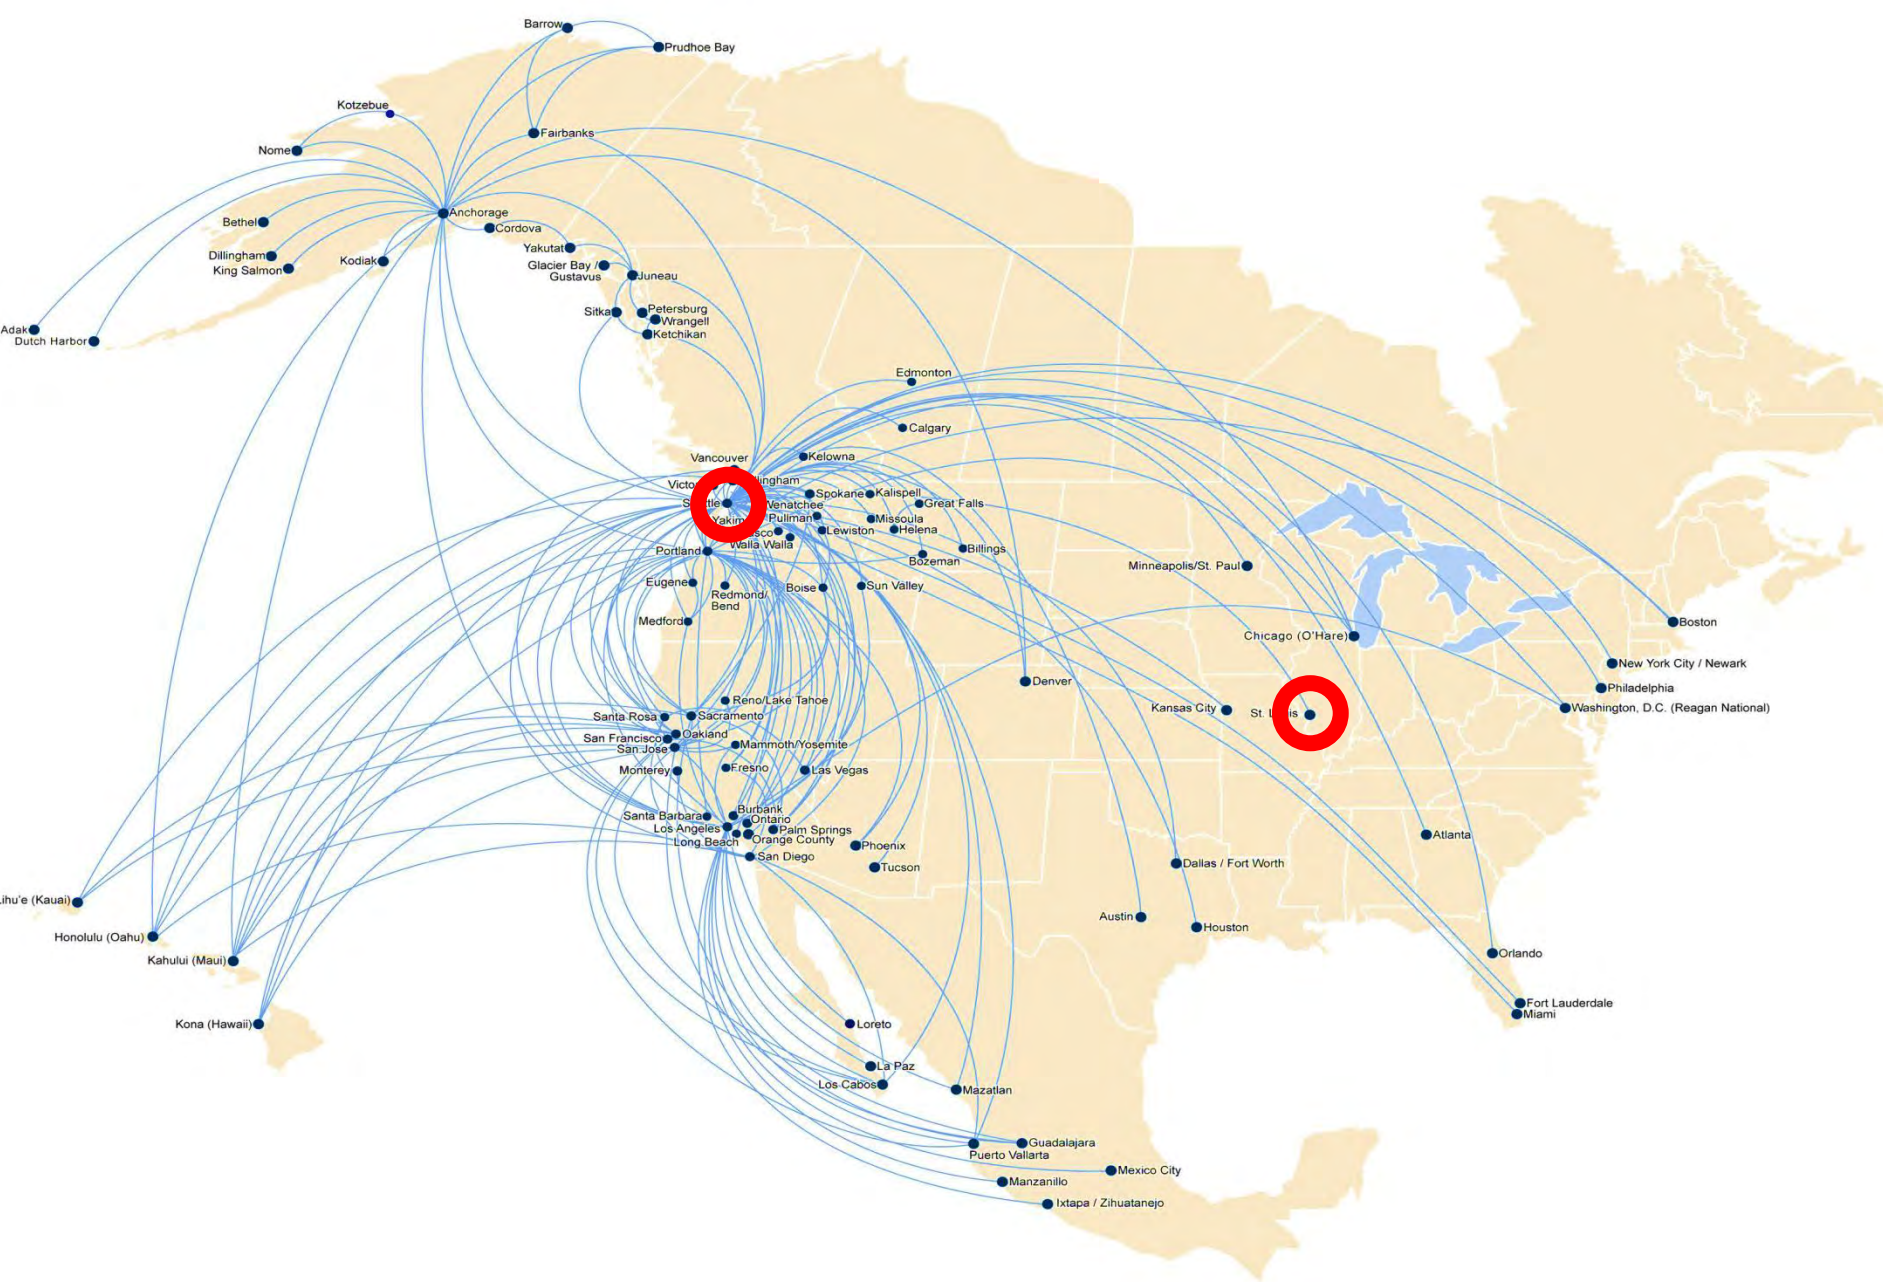 Barrow
Prudhoe Bay
Kotzebue
Fairbanks
Nome
Anchorage
Bethel
Cordova
Yakutat
Dillingham
King Salmon
Kodiak
Glacier Bay /
Gustavus
Juneau
Sitka
Petersburg
Wrangell
Ketchikan
Adak
Dutch Harbor
Edmonton
Calgary
Vancouver
Kelowna
Spokane
Kalispell
Great Falls
Pullman
Missoula
Lewiston
Helena
Walla Walla
Portland
Bozeman
Billings
Minneapolis/St. Paul
Eugene
Redmond/
Bend
Boise
Sun Valley
Medford
Boston
Chicago (O'Hare)
New York City / Newark
Denver
Philadelphia
Kansas City
St.
Washington, D.C. (Reagan National)
Reno/Lake Tahoe
Santa Rosa
Sacramento
San Francisco
Oakland
San Jose
Mammoth/Yosemite
Monterey
Fresno
Las Vegas
Santa Barbara
Burbank
Ontario
Los Angeles
Palm Springs
Long Beach
Orange County
San Diego
Phoenix
Tucson
Atlanta
Dallas / Fort Worth
Austin
Houston
(Kauai)
Honolulu (Oahu)
Kahului (Maui)
Kona (Hawaii)
Orlando
Fort Lauderdale
Miami
Loreto
La Paz
Los Cabos
Mazatlan
Guadalajara
Puerto Vallarta
Mexico City
Manzanillo
Ixtapa / Zihuatanejo